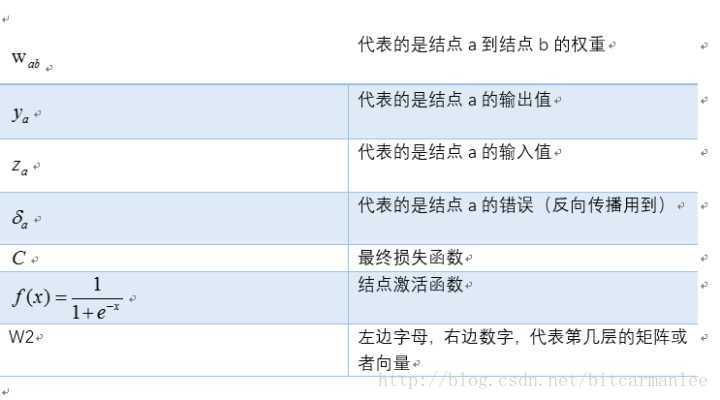 w_{ab} 代表的是结点 a 到结点 b 的权重
y_a 代表的是结点 a 的输出值
z_a 代表的是结点 a 的输入值
δ_a 代表的是结点 a 的错误（反向传播用到）
C 最终损失函数
f(x) = \frac{1}{1+e^{-x}} 结点激活函数
W2 左边字母，右边数字，代表第几层的矩阵或
者向量
http://blog.csdn.net/bitcarmanlee